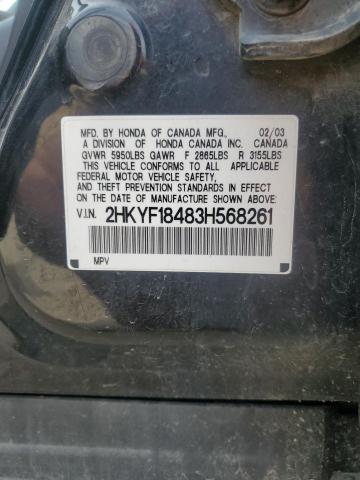 MFD. BY HONDA OF CANADA MFG., 02/03
A DIVISION OF HONDA CANADA INC. CANADA
GVWR 5950LBS GAWR F 2865LBS R 3155LBS
THIS VEHICLE CONFORMS TO ALL APPLICABLE
FEDERAL MOTOR VEHICLE SAFETY,
AND THEFT PREVENTION STANDARDS IN EFFECT
ON THE DATE OF MANUFACTURE SHOWN ABOVE:
V.I.N. 2HKYF18483H568261
MPV